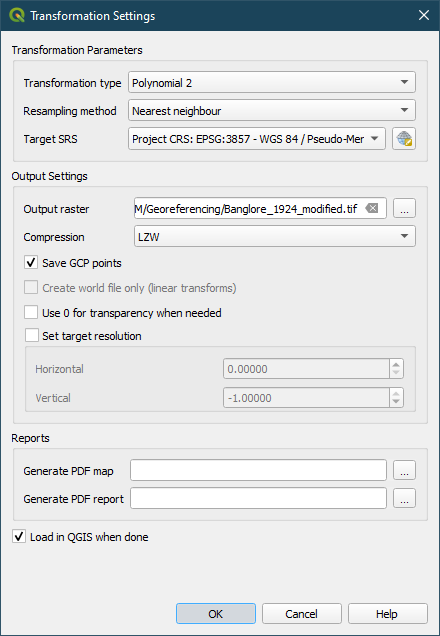 Transformation Settings
Transformation Parameters
Transformation type Polynomial 2
Resampling method Nearest neighbour
Target SRS Project CRS: EPSG:3857 - WGS 84 / Pseudo-Mer
Output Settings
Output raster M/Georeferencing/Banglore_1924_modified.tif ...
Compression LZW
Save GCP points
Create world file only (linear transforms)
Use 0 for transparency when needed
Set target resolution
Horizontal 0.00000
Vertical -1.00000
Reports
Generate PDF map ...
Generate PDF report ...
Load in QGIS when done
OK Cancel Help